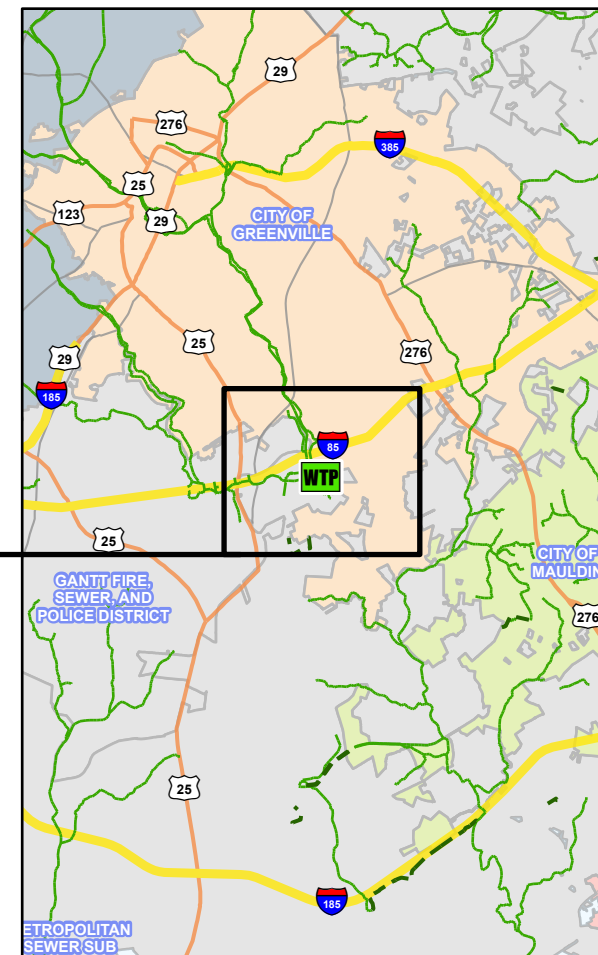 29
276
385
25
123
29
CITY OF
GREENVILLE
25
276
29
185
85
WTP
25
CITY OF
MAULDIN
GANTT FIRE,
SEWER, AND
POLICE DISTRICT
276
25
185
ETROPOLITAN
SEWER SUB